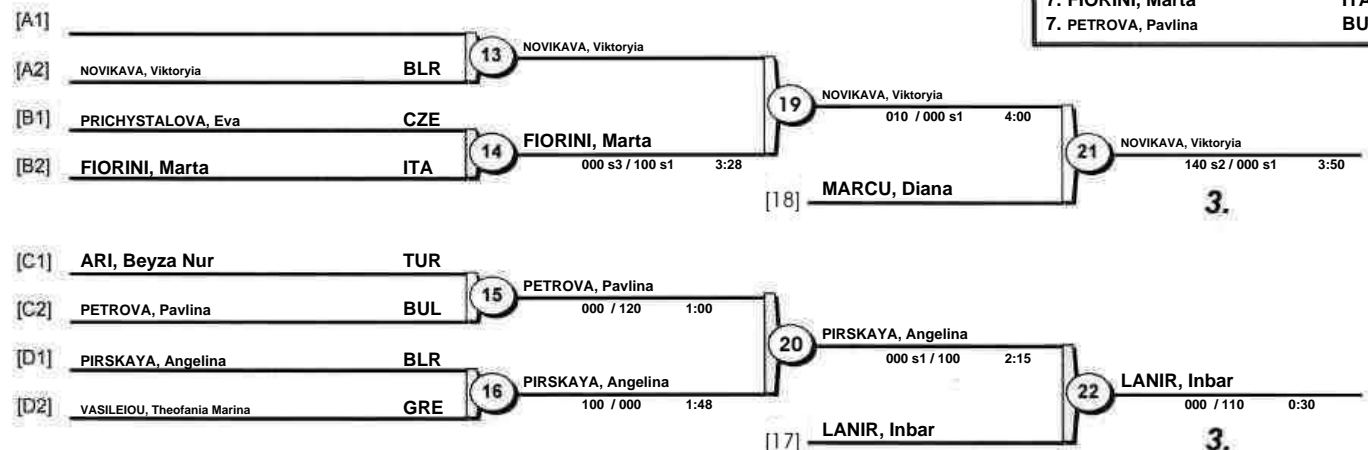 7. FIORINI, Marta ITA
7. PETROVA, Pavlina BU
[A1]
[A2] NOVIKAVA, Viktoryia BLR
13 NOVIKAVA, Viktoryia
[B1] PRICHYSTALOVA, Eva CZE
[B2] FIORINI, Marta ITA
14 FIORINI, Marta
000 s3 / 100 s1 3:28
19 NOVIKAVA, Viktoryia
010 / 000 s1 4:00
[18] MARCU, Diana
21 NOVIKAVA, Viktoryia
140 s2 / 000 s1 3:50
3.
[C1] ARI, Beyza Nur TUR
[C2] PETROVA, Pavlina BUL
15 PETROVA, Pavlina
000 / 120 1:00
[D1] PIRSKAYA, Angelina BLR
[D2] VASILEIOU, Theofania Marina GRE
16 PIRSKAYA, Angelina
100 / 000 1:48
20 PIRSKAYA, Angelina
000 s1 / 100 2:15
[17] LANIR, Inbar
22 LANIR, Inbar
000 / 110 0:30
3.